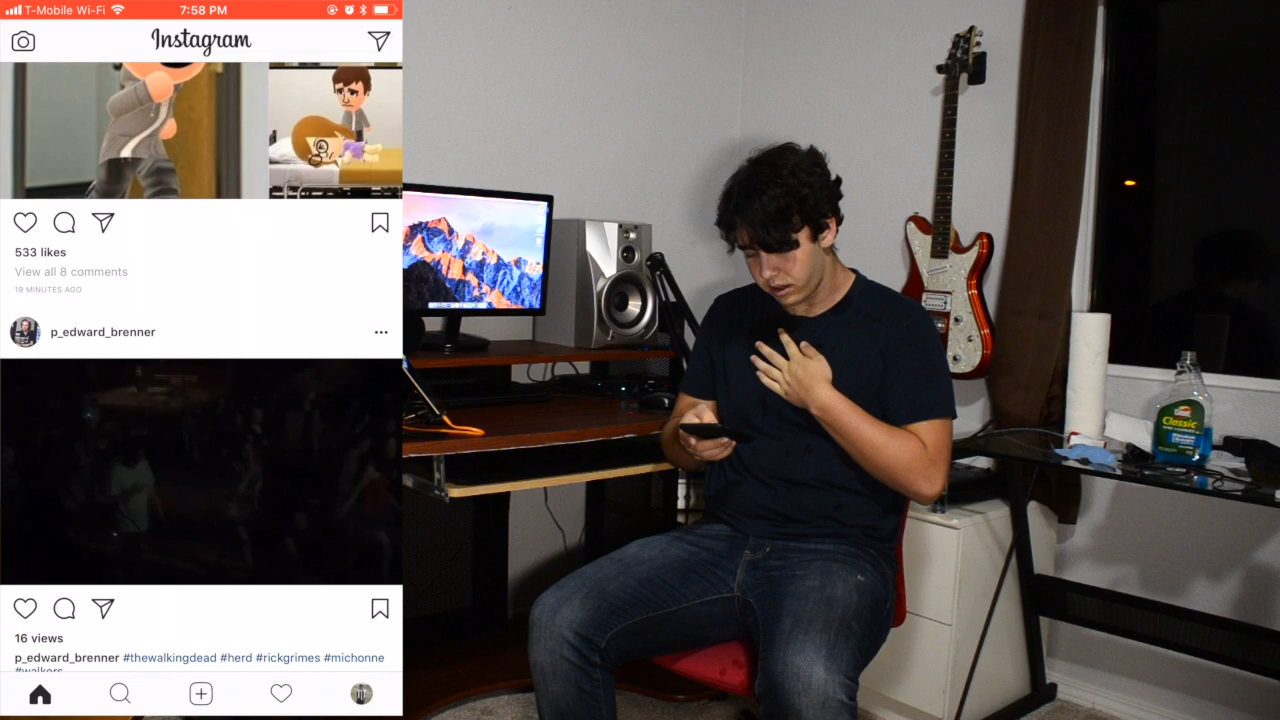 T-Mobile Wi-Fi 7:58 PM
Instagram
533 likes
View all 8 comments
19 MINUTES AGO
p_edward_brenner
16 views
p_edward_brenner #thewalkingdead #herd #rickgrimes #michonne
#walkers
Classic